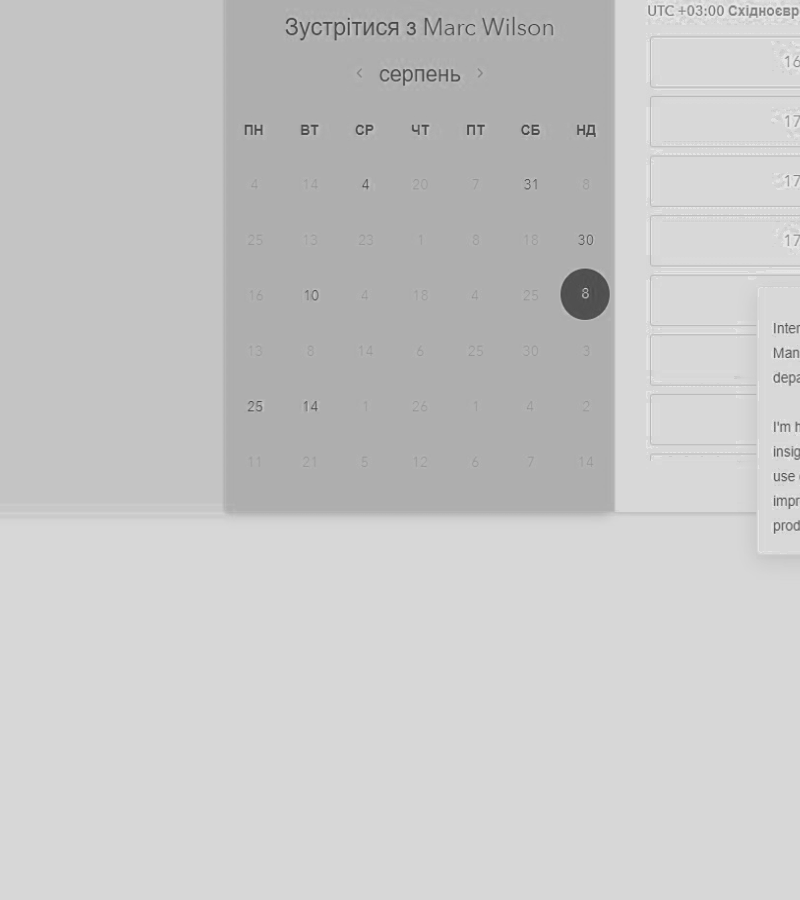 Зустрітися з Marc Wilson
‹ серпень ›
ПН ВТ СР ЧТ ПТ СБ НД
4 14 4 20 7 31 8
25 13 23 1 8 18 30
16 10 4 18 4 25 8
13 8 14 6 25 30 3
25 14 1 26 1 4 2
11 21 5 12 6 7 14
UTC +03:00 Східноєвр
16
17
17
17
Inter
Man
depa
I'm h
insig
use
impr
prod